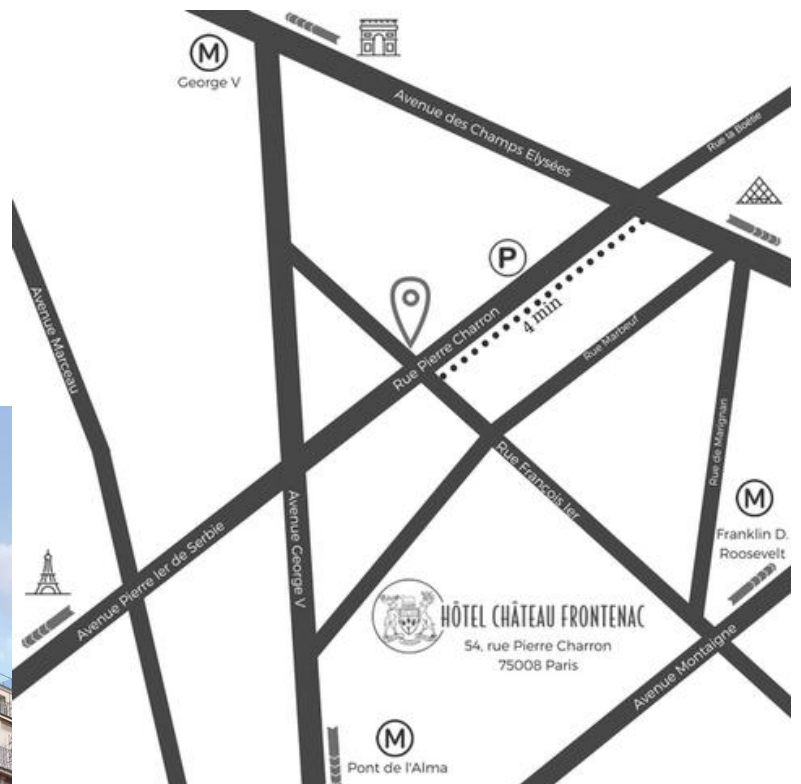 M
George V
Avenue des Champs Elysées
Rue la Boétie
P
4 min
Rue Pierre Charron
Rue Marbeuf
Avenue Marceau
Rue de Marignan
Rue François Ier
Avenue George V
M
Franklin D.
Roosevelt
Avenue Pierre Ier de Serbie
HÔTEL CHÂTEAU FRONTENAC
54, rue Pierre Charron
75008 Paris
Avenue Montaigne
M
Pont de l'Alma